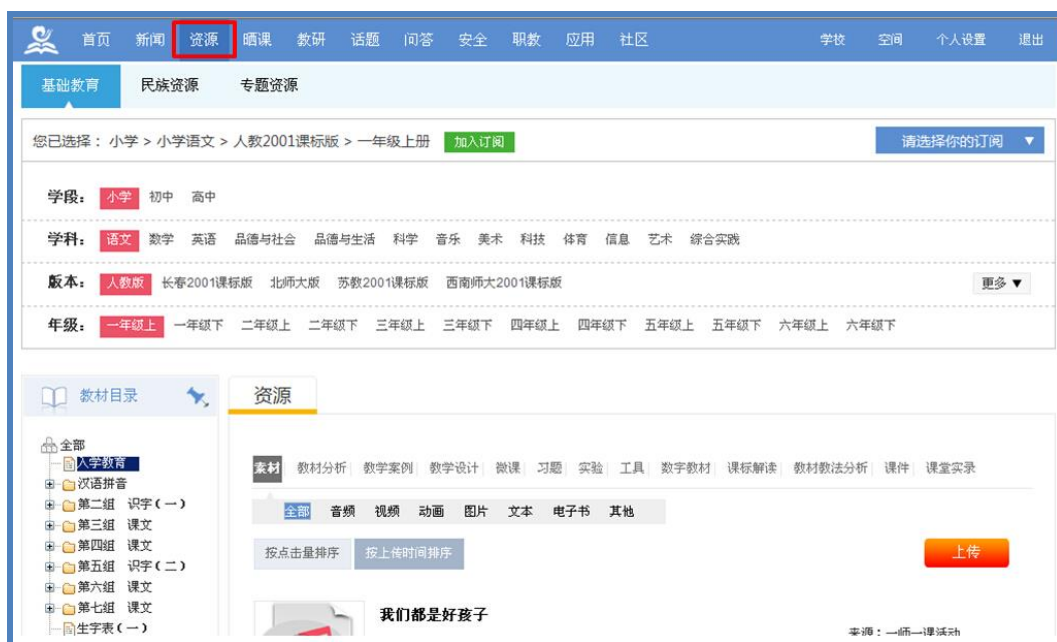 首页 新闻 资源 晒课 教研 话题 问答 安全 职教 应用 社区 学校 空间 个人设置 退出
基础教育 民族资源 专题资源
您已选择： 小学 > 小学语文 > 人教2001课标版 > 一年级上册 加入订阅 请选择你的订阅 ▼
学段： 小学 初中 高中
学科： 语文 数学 英语 品德与社会 品德与生活 科学 音乐 美术 科技 体育 信息 艺术 综合实践
版本： 人教版 长春2001课标版 北师大版 苏教2001课标版 西南师大2001课标版 更多 ▼
年级： 一年级上 一年级下 二年级上 二年级下 三年级上 三年级下 四年级上 四年级下 五年级上 五年级下 六年级上 六年级下
教材目录
全部
入学教育
汉语拼音
第二组 识字(一)
第三组 课文
第四组 课文
第五组 识字(二)
第六组 课文
第七组 课文
生字表(一)
资源
素材 教材分析 教学案例 教学设计 微课 习题 实验 工具 数字教材 课标解读 教材教法分析 课件 课堂实录
全部 音频 视频 动画 图片 文本 电子书 其他
按点击量排序 按上传时间排序 上传
我们都是好孩子
来源：一师一课活动